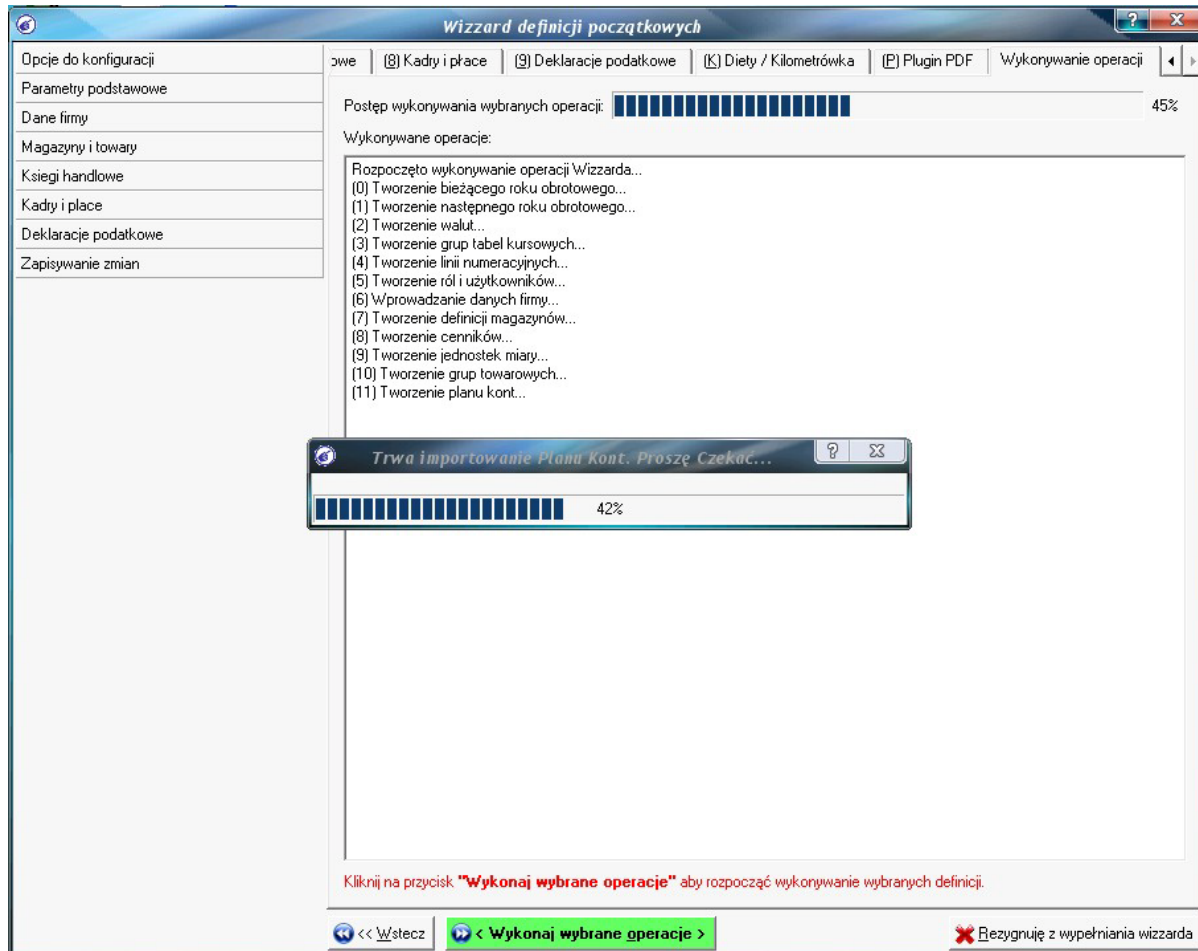 Wizzard definicji początkowych
Opcje do konfiguracji
Parametry podstawowe
Dane firmy
Magazyny i towary
Ksiegi handlowe
Kadry i place
Deklaracje podatkowe
Zapisywanie zmian
owe (8) Kadry i płace (9) Deklaracje podatkowe (K) Diety / Kilometrówka (P) Plugin PDF Wykonywanie operacji
Postęp wykonywania wybranych operacji: 45%
Wykonywane operacje:
Rozpoczęto wykonywanie operacji Wizzarda...
(0) Tworzenie bieżącego roku obrotowego...
(1) Tworzenie następnego roku obrotowego...
(2) Tworzenie walut...
(3) Tworzenie grup tabel kursowych...
(4) Tworzenie linii numeracyjnych...
(5) Tworzenie ról i użytkowników...
(6) Wprowadzanie danych firmy...
(7) Tworzenie definicji magazynów...
(8) Tworzenie cenników...
(9) Tworzenie jednostek miary...
(10) Tworzenie grup towarowych...
(11) Tworzenie planu kont...
Trwa importowanie Planu Kont. Proszę Czekać...
42%
Kliknij na przycisk "Wykonaj wybrane operacje" aby rozpocząć wykonywanie wybranych definicji.
<< Wstecz < Wykonaj wybrane operacje > Rezygnuję z wypełniania wizzarda